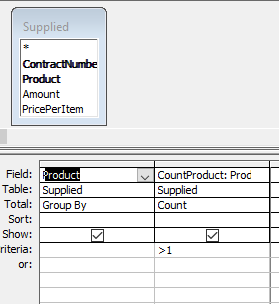 Supplied
*
ContractNumbe
Product
Amount
PricePerItem
Field: Product CountProduct: Prod
Table: Supplied Supplied
Total: Group By Count
Sort:
Show:
riteria: >1
or: